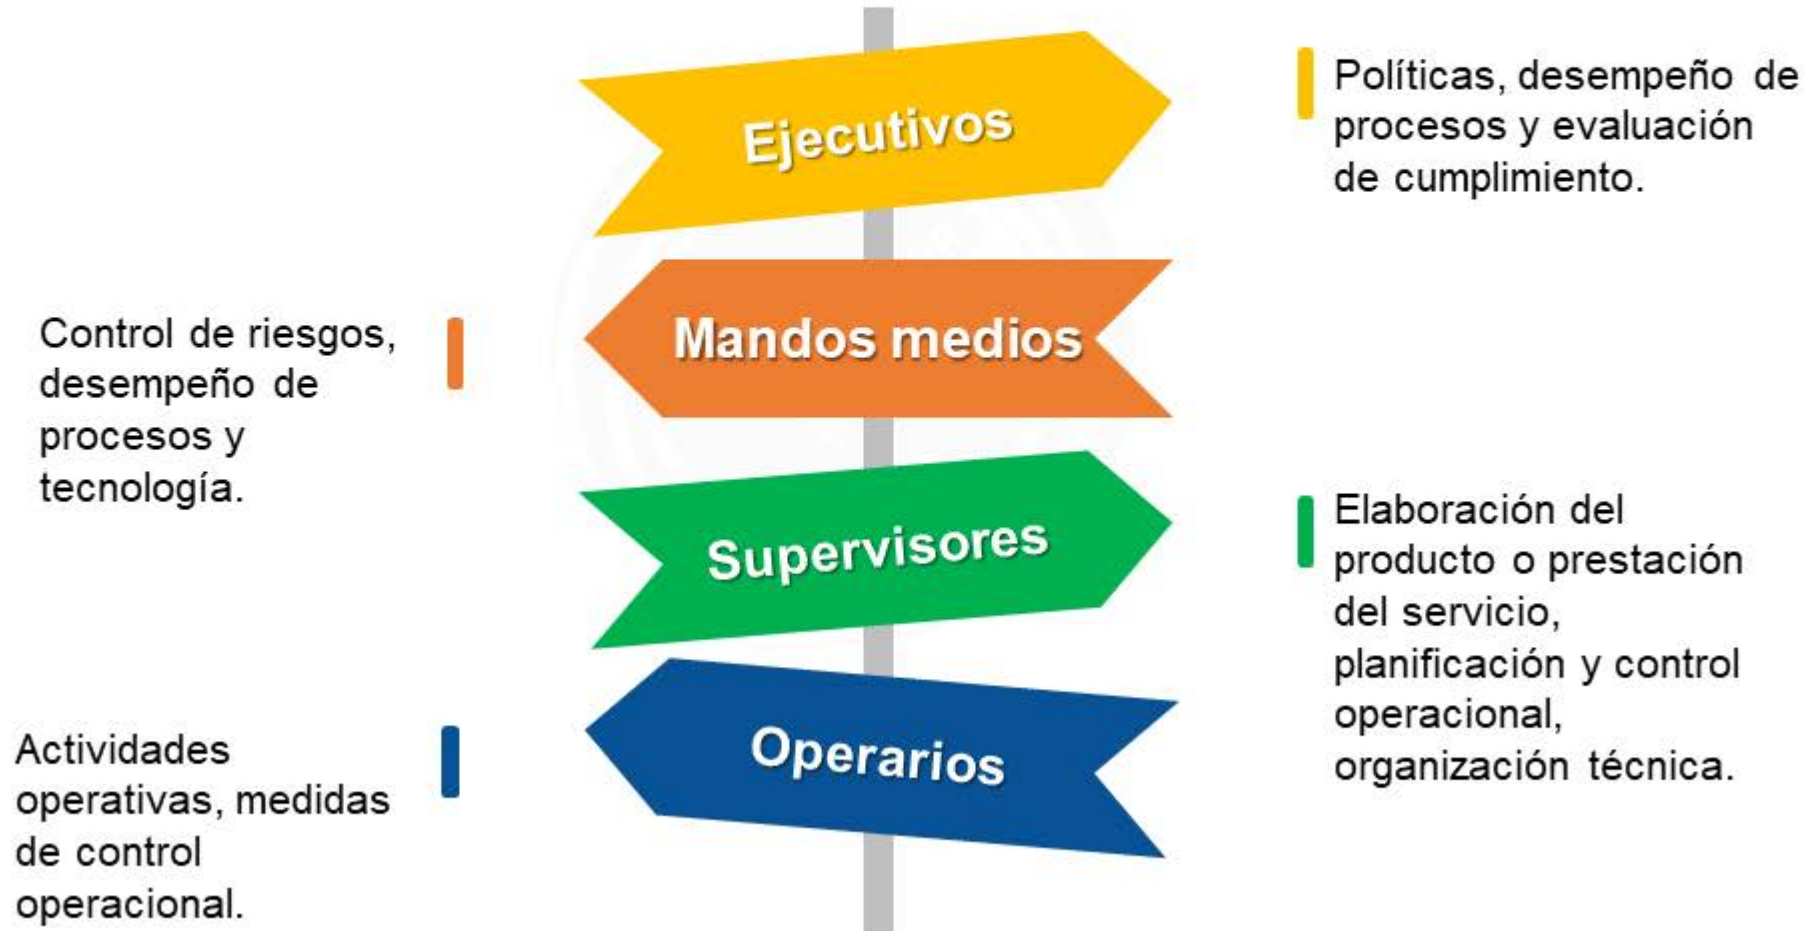 Ejecutivos
Políticas, desempeño de
procesos y evaluación
de cumplimiento.
Mandos medios
Control de riesgos,
desempeño de
procesos y
tecnología.
Supervisores
Elaboración del
producto o prestación
del servicio,
planificación y control
operacional,
organización técnica.
Operarios
Actividades
operativas, medidas
de control
operacional.